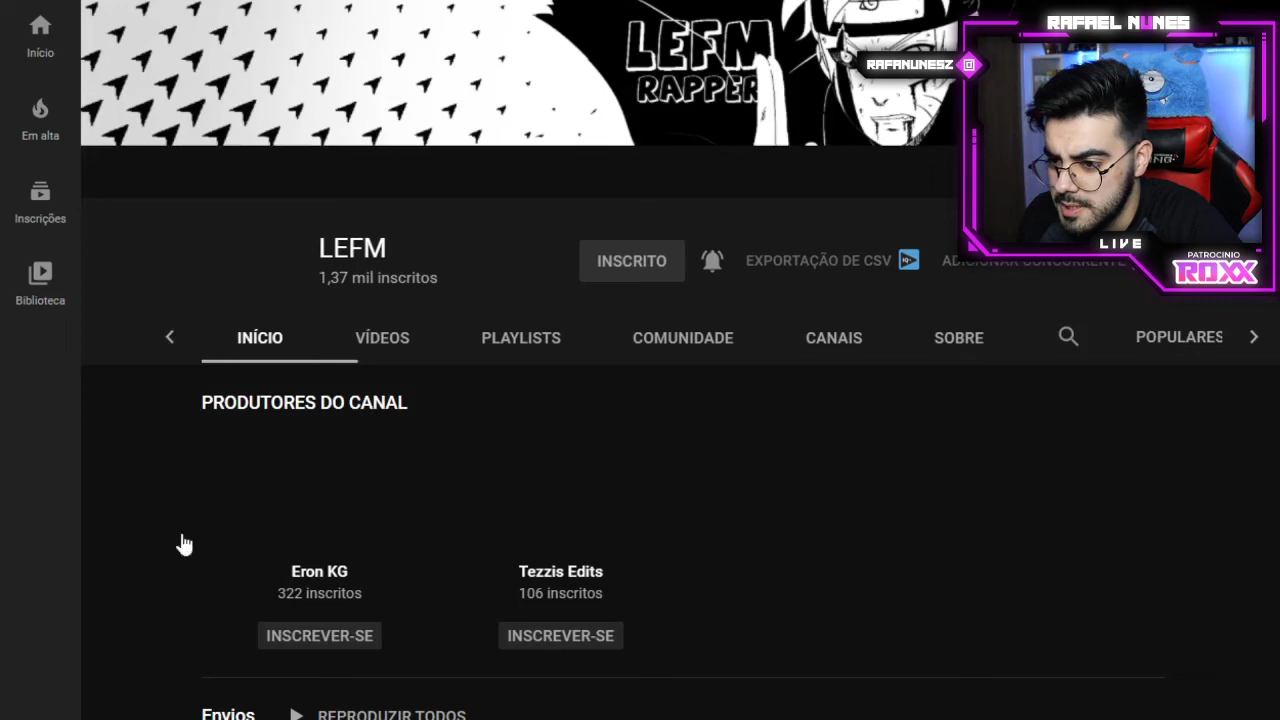 RAFAEL NUNES
Início
LEFM
RAPPER
RAFANUNESZ
Em alta
Inscrições
LEFM
INSCRITO
EXPORTAÇÃO DE CSV
ADICIONAR CONCORRENTE
LIVE
PATROCINIO
ROXX
1,37 mil inscritos
Biblioteca
INÍCIO
VÍDEOS
PLAYLISTS
COMUNIDADE
CANAIS
SOBRE
POPULARES
PRODUTORES DO CANAL
Eron KG
Tezzis Edits
322 inscritos
106 inscritos
INSCREVER-SE
INSCREVER-SE
Envios
REPRODUZIR TODOS